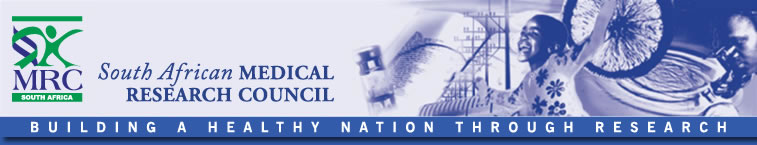 MRC
SOUTH AFRICA
South African MEDICAL
RESEARCH COUNCIL
BUILDING A HEALTHY NATION THROUGH RESEARCH